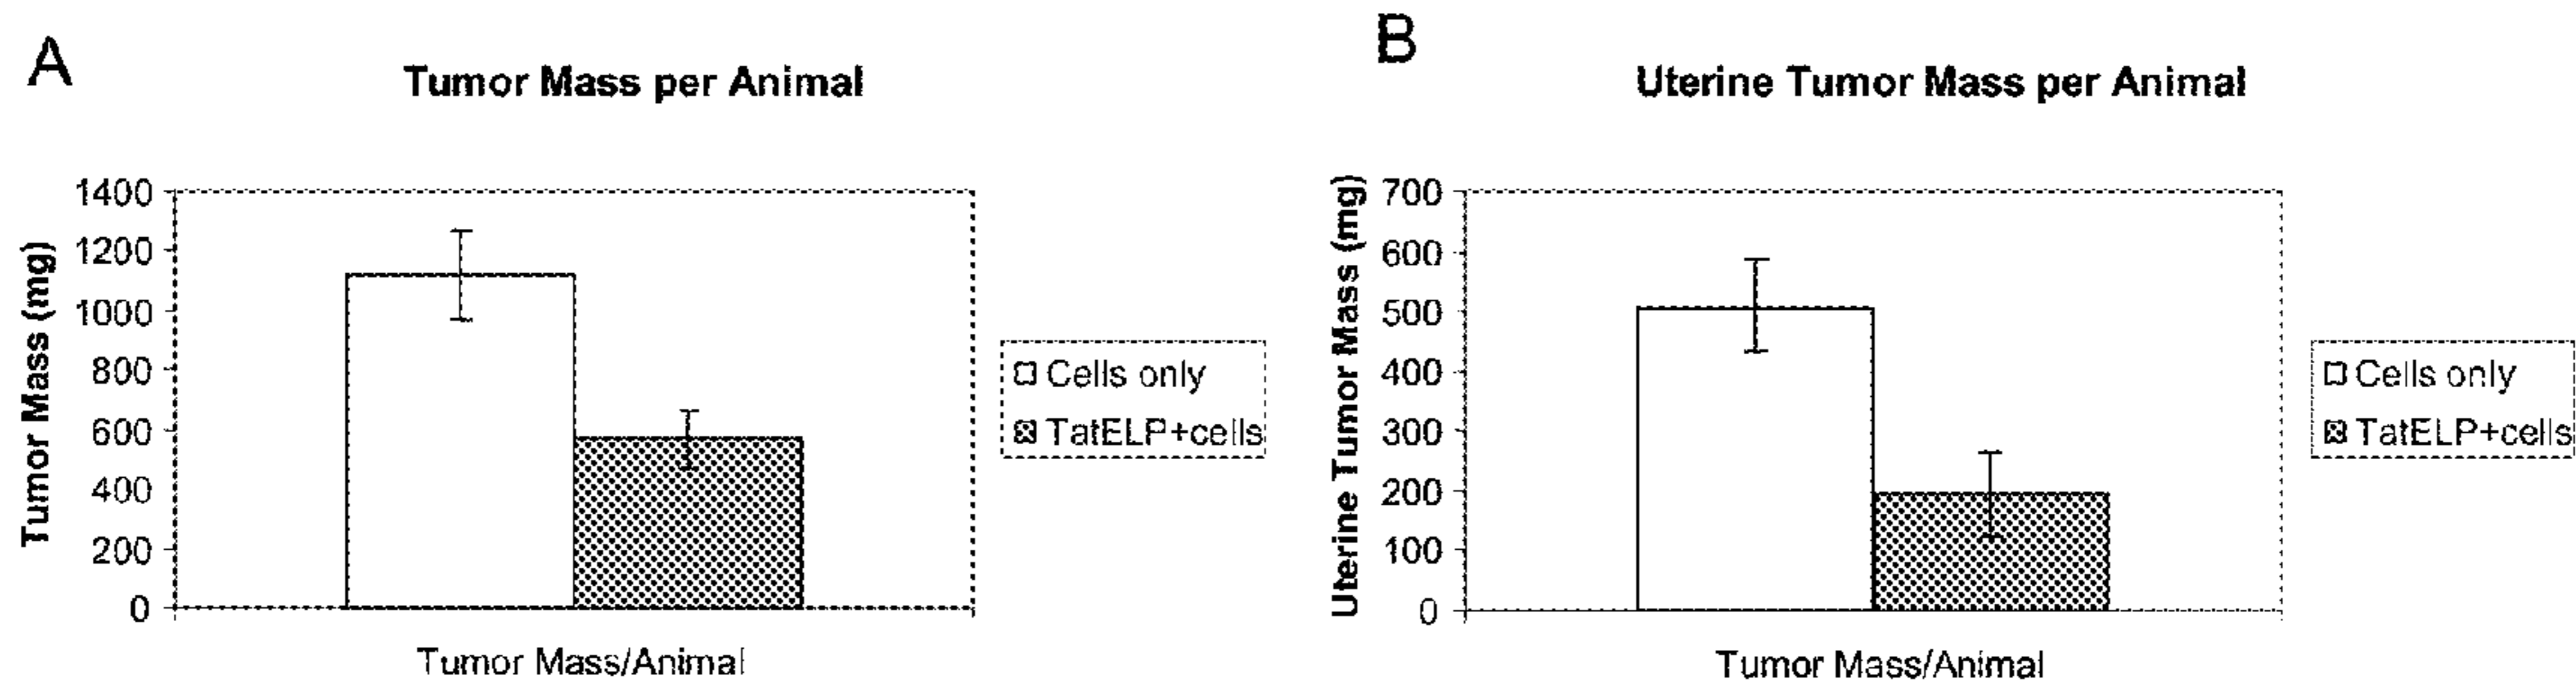 A
Tumor Mass per Animal
Tumor Mass (mg)
1400
1200
1000
800
600
400
200
0
Tumor Mass/Animal
Cells only
TatELP+cells
B
Uterine Tumor Mass per Animal
Uterine Tumor Mass (mg)
700
600
500
400
300
200
100
0
Tumor Mass/Animal
Cells only
TatELP+cells